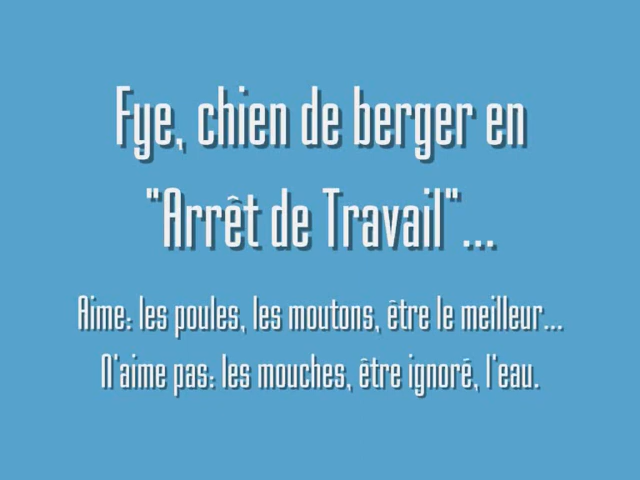 Fye, chien de berger en
"Arrêt de Travail"...
Aime: les poules, les moutons, être le meilleur...
N'aime pas: les mouches, être ignoré, l'eau.